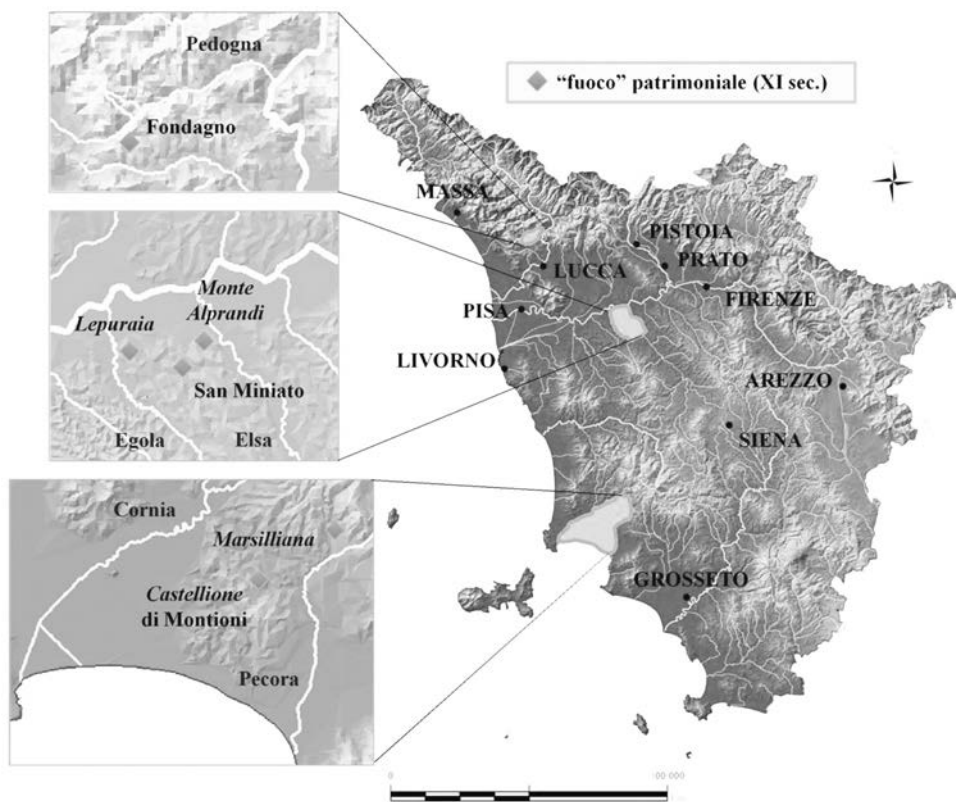 Pedogna
Fondagno
"fuoco" patrimoniale (XI sec.)
MASSA
PISTOIA
PRATO
LUCCA
FIRENZE
PISA
LIVORNO
AREZZO
SIENA
GROSSETO
Monte
Alprandi
Lepuraia
San Miniato
Egola
Elsa
Cornia
Marsilliana
Castellione
di Montioni
Pecora
0